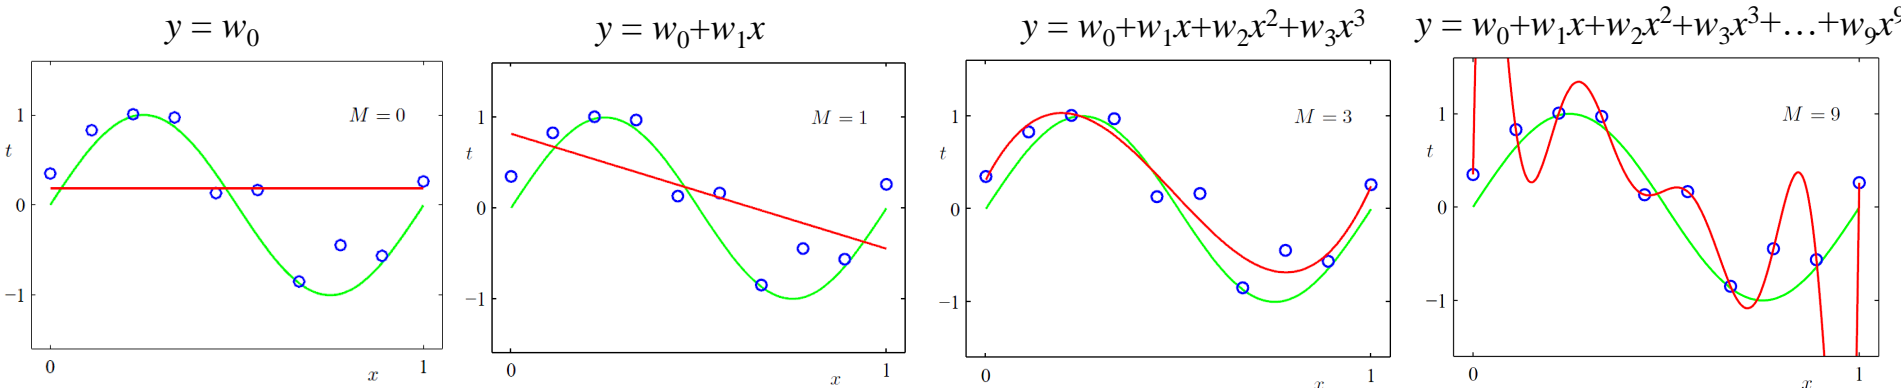 y = w₀
1
0
−1
t
M = 0
0
x
1
y = w₀+w₁x
1
0
−1
t
M = 1
0
x
1
y = w₀+w₁x+w₂x²+w₃x³
1
0
−1
t
M = 3
0
x
1
y = w₀+w₁x+w₂x²+w₃x³+…+w₉x⁹
1
0
−1
t
M = 9
0
x
1